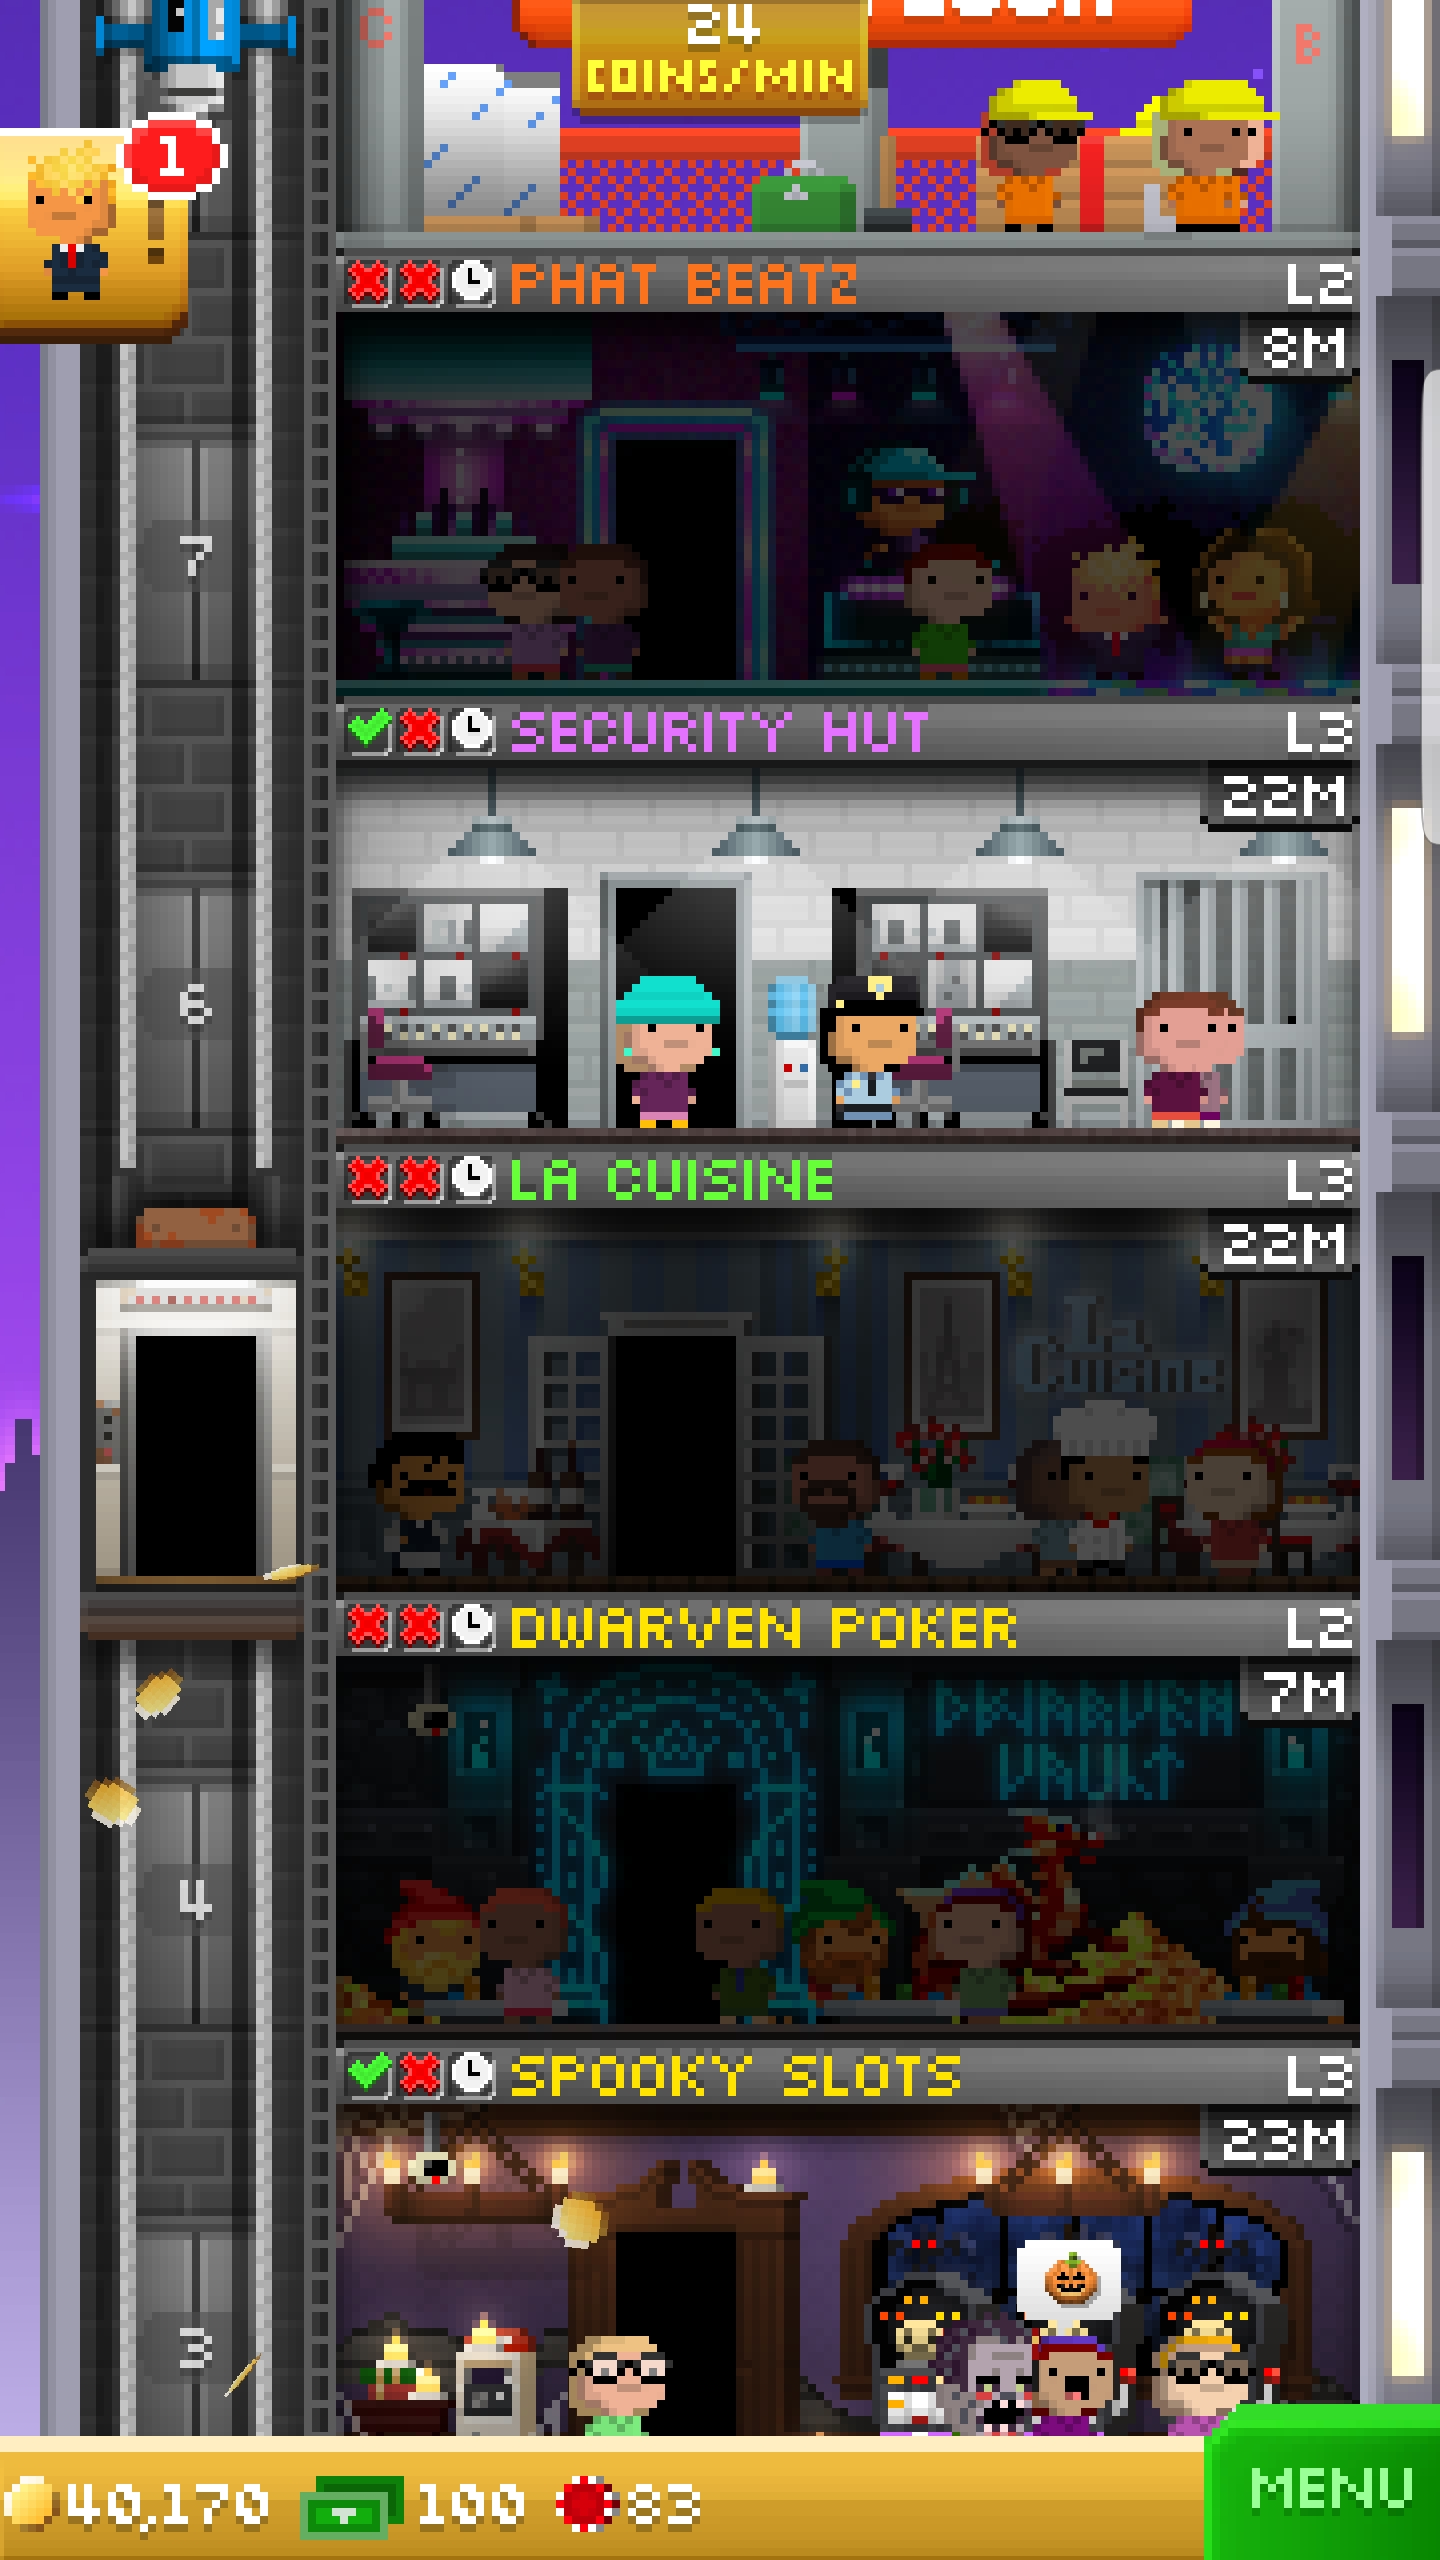 C
B
24
COINS/MIN
1
!
PHAT BEATZ L2
8M
7
SECURITY HUT L3
22M
6
LA CUISINE L3
22M
La
Cuisine
DWARVEN POKER L2
7M
DWARVEN
VAULT
4
SPOOKY SLOTS L3
23M
3
40,170 100 83
MENU